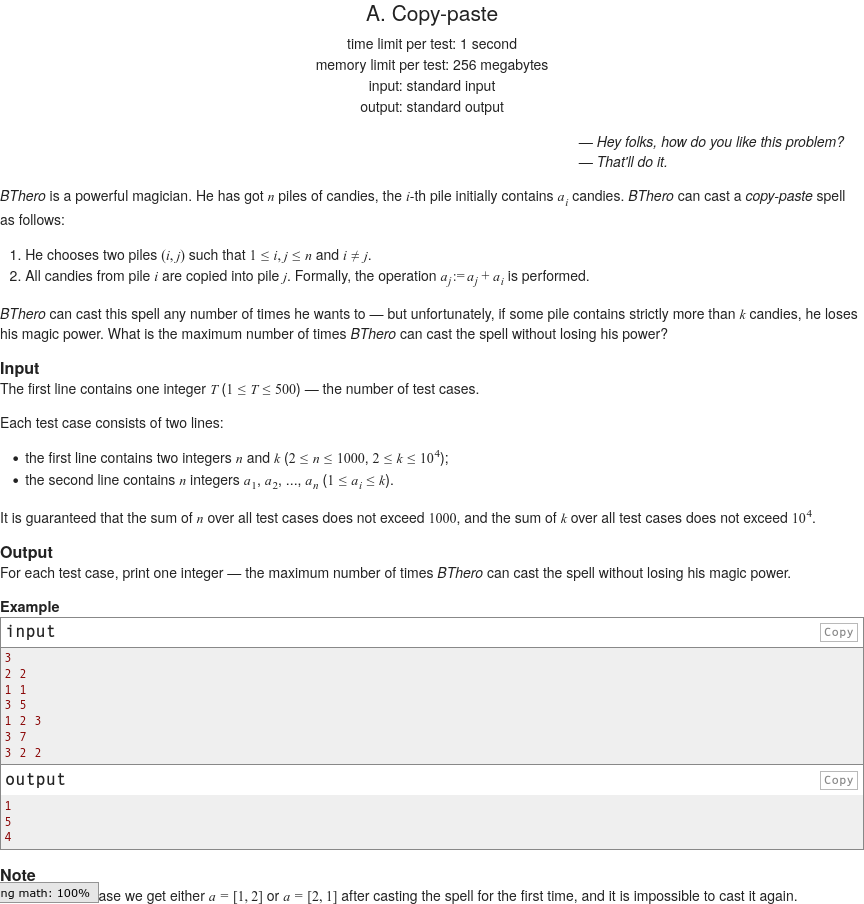 A. Copy-paste
time limit per test: 1 second
memory limit per test: 256 megabytes
input: standard input
output: standard output
— Hey folks, how do you like this problem?
— That'll do it.
BThero is a powerful magician. He has got n piles of candies, the i-th pile initially contains a_i candies. BThero can cast a copy-paste spell
as follows:
1. He chooses two piles (i, j) such that 1 ≤ i, j ≤ n and i ≠ j.
2. All candies from pile i are copied into pile j. Formally, the operation a_j := a_j + a_i is performed.
BThero can cast this spell any number of times he wants to — but unfortunately, if some pile contains strictly more than k candies, he loses
his magic power. What is the maximum number of times BThero can cast the spell without losing his power?
Input
The first line contains one integer T (1 ≤ T ≤ 500) — the number of test cases.
Each test case consists of two lines:
• the first line contains two integers n and k (2 ≤ n ≤ 1000, 2 ≤ k ≤ 10^4);
• the second line contains n integers a_1, a_2, ..., a_n (1 ≤ a_i ≤ k).
It is guaranteed that the sum of n over all test cases does not exceed 1000, and the sum of k over all test cases does not exceed 10^4.
Output
For each test case, print one integer — the maximum number of times BThero can cast the spell without losing his magic power.
Example
input Copy
3
2 2
1 1
3 5
1 2 3
3 7
3 2 2
output Copy
1
5
4
Note
ng math: 100% ase we get either a = [1, 2] or a = [2, 1] after casting the spell for the first time, and it is impossible to cast it again.